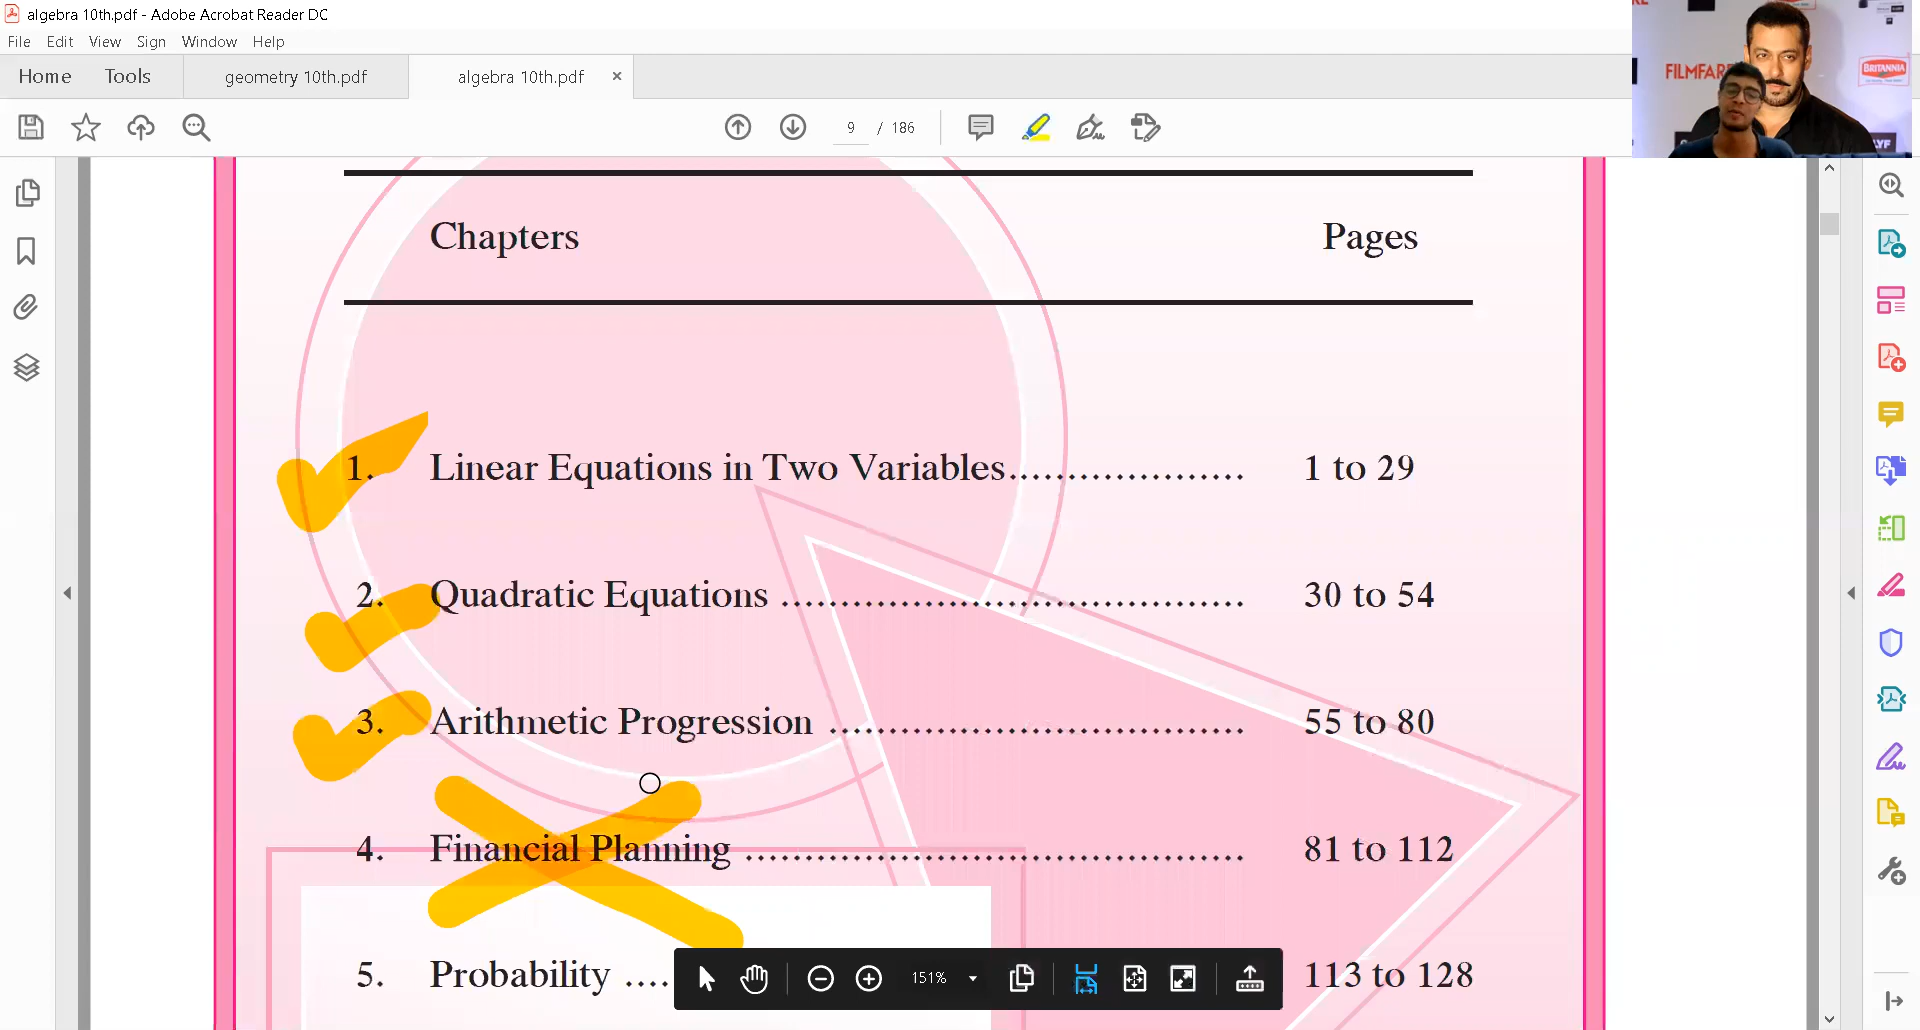 algebra 10th.pdf - Adobe Acrobat Reader DC
File Edit View Sign Window Help
Home Tools geometry 10th.pdf algebra 10th.pdf ×
9 / 186
FILMFARE
BRITANNIA
Chapters Pages
1. Linear Equations in Two Variables.................... 1 to 29
2. Quadratic Equations ....................................... 30 to 54
3. Arithmetic Progression ................................... 55 to 80
4. Financial Planning .......................................... 81 to 112
5. Probability .... 113 to 128
151%